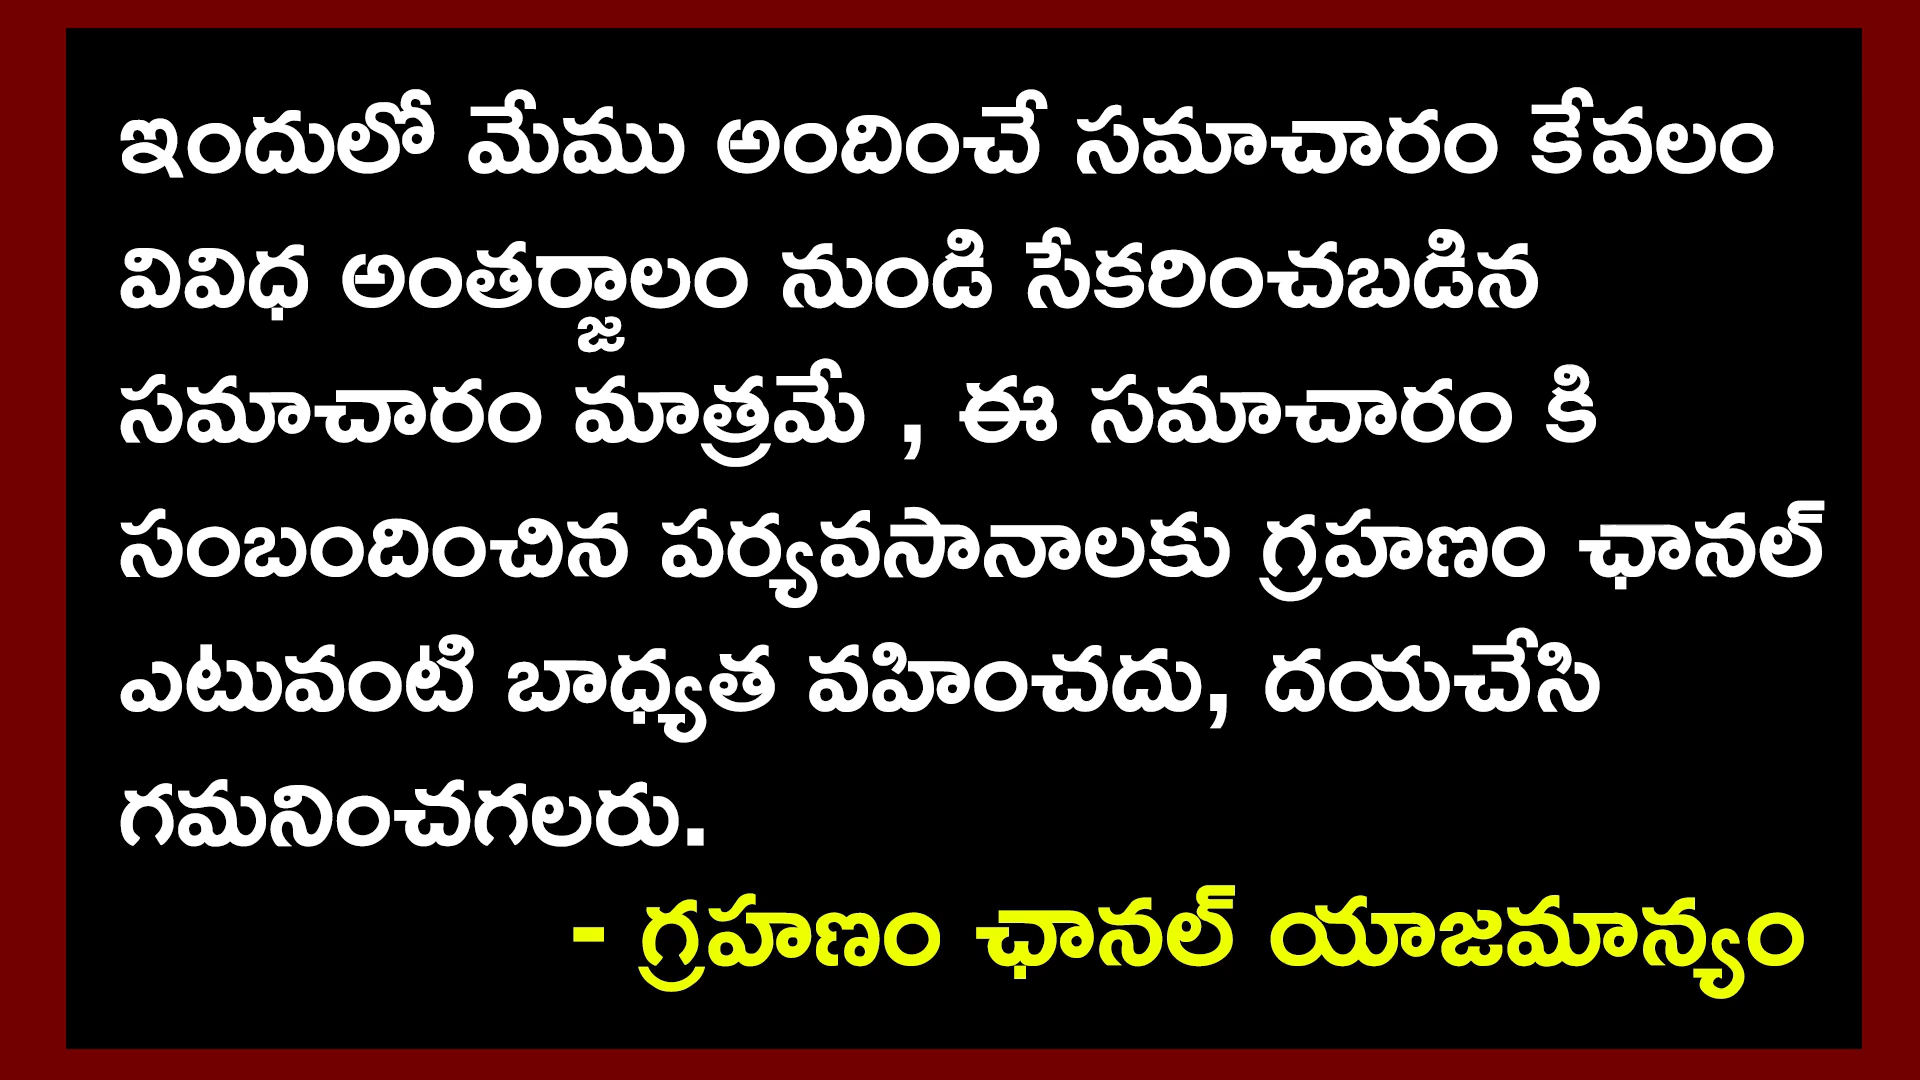 ఇందులో మేము అందించే సమాచారం కేవలం
వివిధ అంతర్జాలం నుండి సేకరించబడిన
సమాచారం మాత్రమే , ఈ సమాచారం కి
సంబందించిన పర్యవసానాలకు గ్రహణం ఛానల్
ఎటువంటి బాధ్యత వహించదు, దయచేసి
గమనించగలరు.
- గ్రహణం ఛానల్ యాజమాన్యం